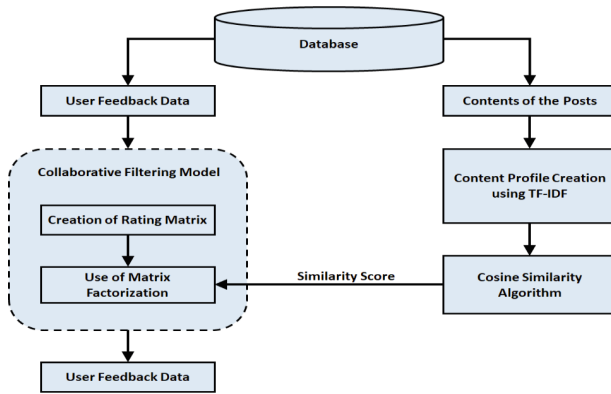 Database
User Feedback Data
Contents of the Posts
Collaborative Filtering Model
Content Profile Creation
using TF-IDF
Creation of Rating Matrix
Use of Matrix
Factorization
Similarity Score
Cosine Similarity
Algorithm
User Feedback Data